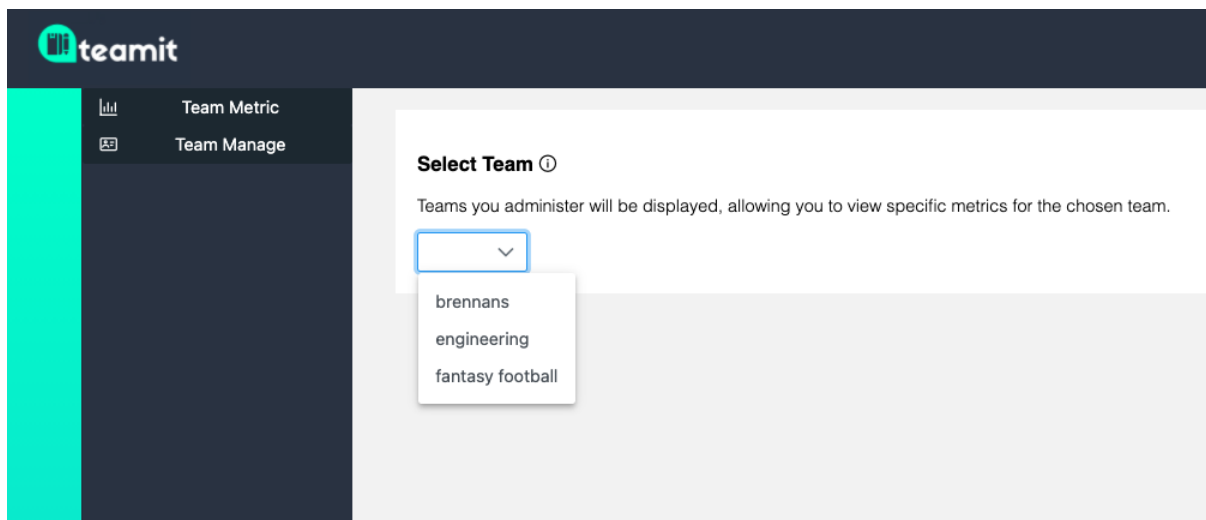 teamit
Team Metric
Team Manage
Select Team
Teams you administer will be displayed, allowing you to view specific metrics for the chosen team.
brennans
engineering
fantasy football